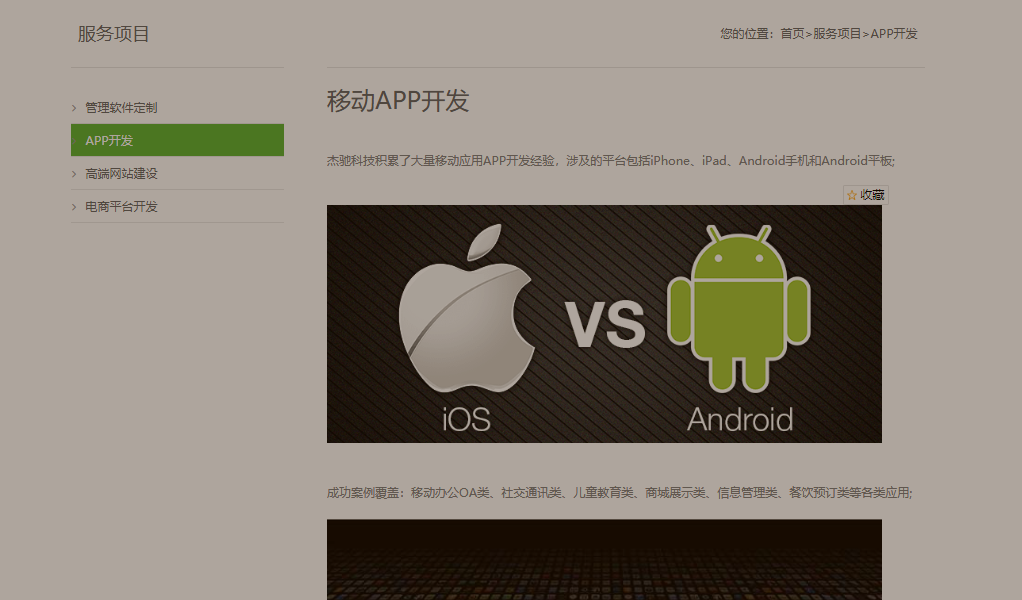 服务项目
您的位置：首页>服务项目>APP开发
管理软件定制
APP开发
高端网站建设
电商平台开发
移动APP开发
杰驰科技积累了大量移动应用APP开发经验，涉及的平台包括iPhone、iPad、Android手机和Android平板;
收藏
VS
iOS
Android
成功案例覆盖：移动办公OA类、社交通讯类、儿童教育类、商城展示类、信息管理类、餐饮预订类等各类应用;